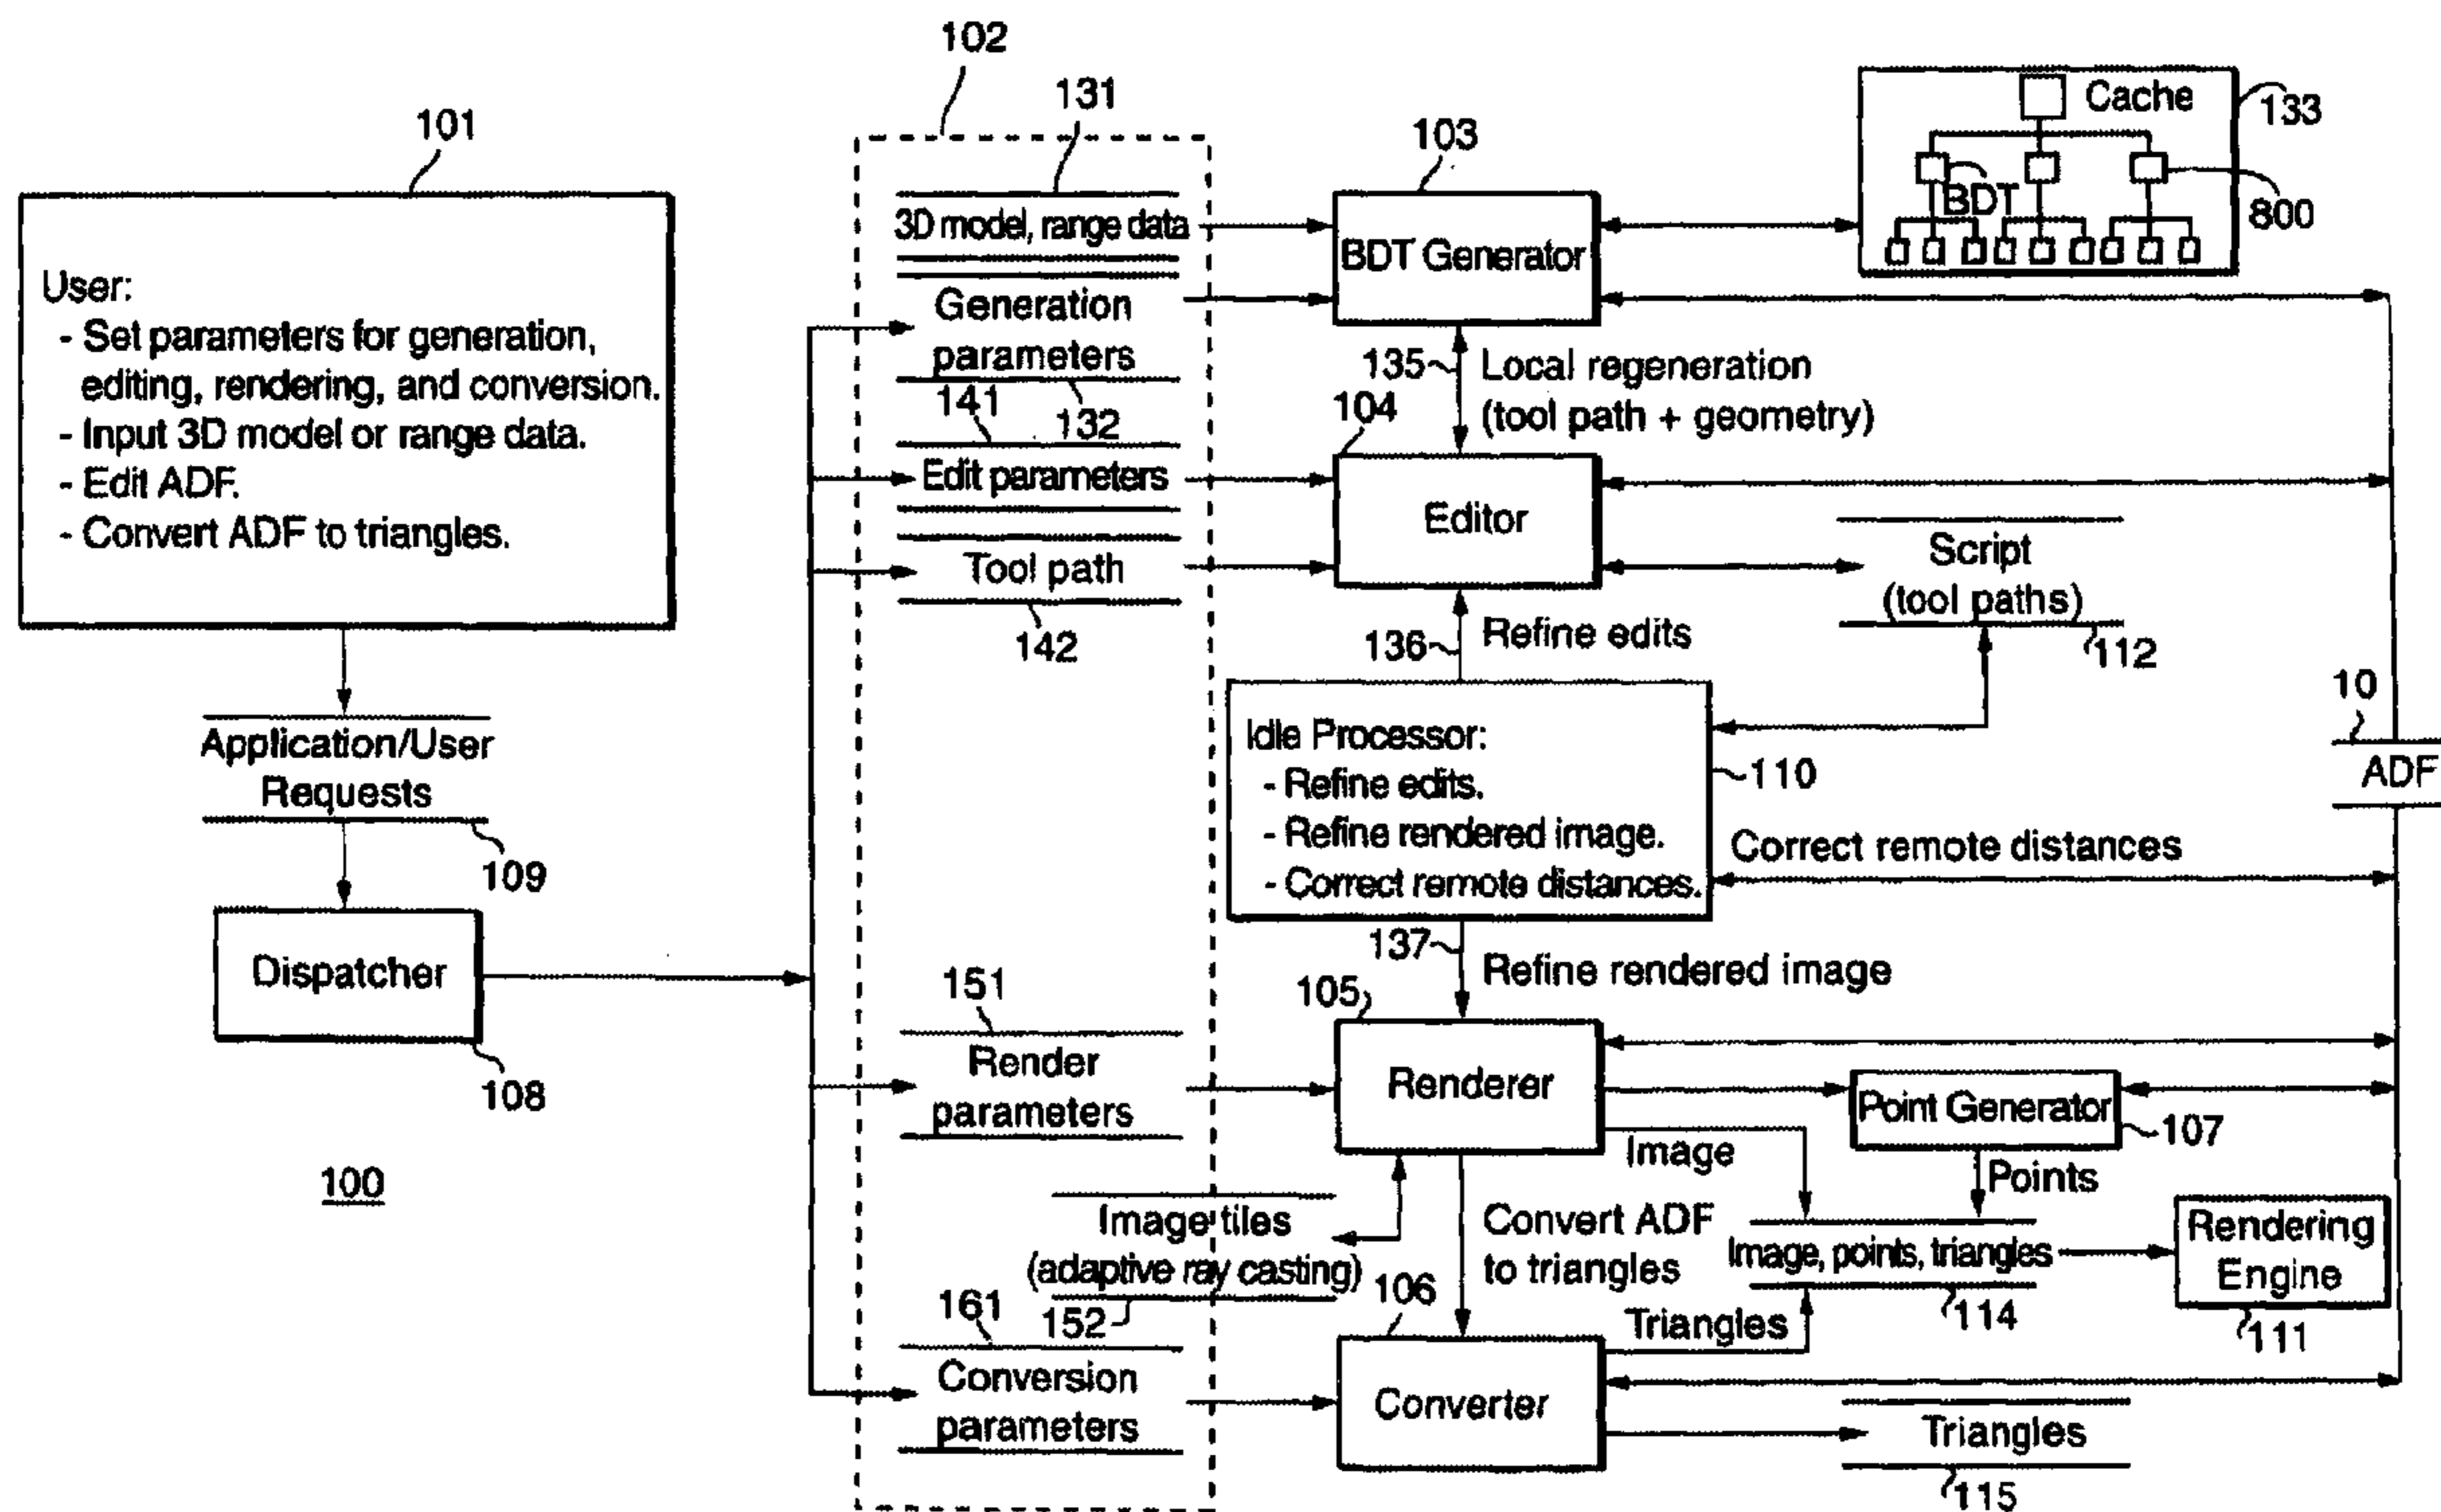 102
131
101
103
Cache
133
BDT
800
3D model, range data
BDT Generator
User:
- Set parameters for generation,
editing, rendering, and conversion.
- Input 3D model or range data.
- Edit ADF.
- Convert ADF to triangles.
Generation
parameters
132
135
Local regeneration
(tool path + geometry)
141
104
Edit parameters
Editor
Tool path
142
Script
(tool paths)
112
136
Refine edits
10
ADF
Application/User
Requests
109
Idle Processor:
- Refine edits.
- Refine rendered image.
- Correct remote distances.
110
Correct remote distances
Dispatcher
108
137
Refine rendered image
151
105
Render
parameters
Renderer
Point Generator
107
Image
Points
100
Image tiles
(adaptive ray casting)
152
Convert ADF
to triangles
Image, points, triangles
114
Rendering
Engine
111
161
106
Triangles
Conversion
parameters
Converter
Triangles
115